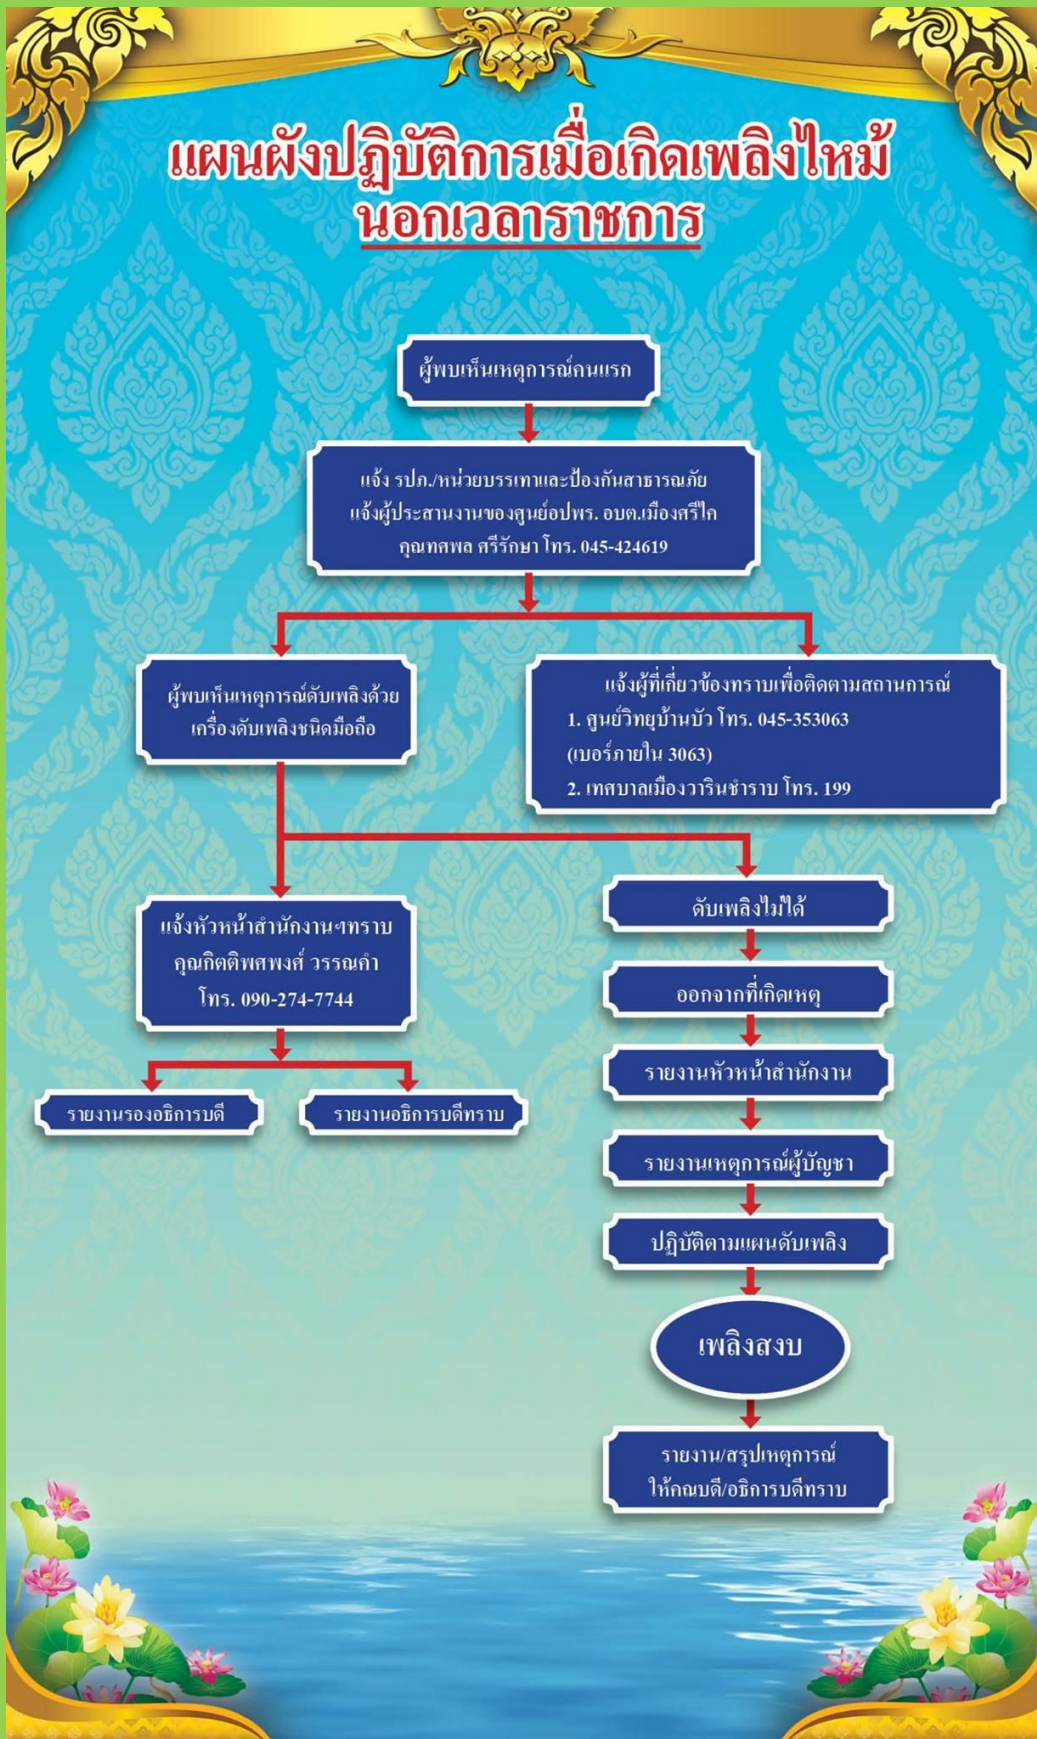 แผนผังปฏิบัติการเมื่อเกิดเพลิงไหม้
นอกเวลาราชการ
ผู้พบเห็นเหตุการณ์คนแรก
แจ้ง รปภ./หน่วยบรรเทาและป้องกันสาธารณภัย
แจ้งผู้ประสานงานของศูนย์อปพร. อบต.เมืองศรีไค
คุณทศพล ศรีรักษา โทร. 045-424619
ผู้พบเห็นเหตุการณ์ดับเพลิงด้วย
เครื่องดับเพลิงชนิดมือถือ
แจ้งผู้ที่เกี่ยวข้องทราบเพื่อติดตามสถานการณ์
1. ศูนย์วิทยุบ้านบัว โทร. 045-353063
(เบอร์ภายใน 3063)
2. เทศบาลเมืองวารินชำราบ โทร. 199
แจ้งหัวหน้าสำนักงานฯทราบ
คุณกิตติพศพงศ์ วรรณคำ
โทร. 090-274-7744
รายงานรองอธิการบดี
รายงานอธิการบดีทราบ
ดับเพลิงไม่ได้
ออกจากที่เกิดเหตุ
รายงานหัวหน้าสำนักงาน
รายงานเหตุการณ์ผู้บัญชา
ปฏิบัติตามแผนดับเพลิง
เพลิงสงบ
รายงาน/สรุปเหตุการณ์
ให้คณบดี/อธิการบดีทราบ